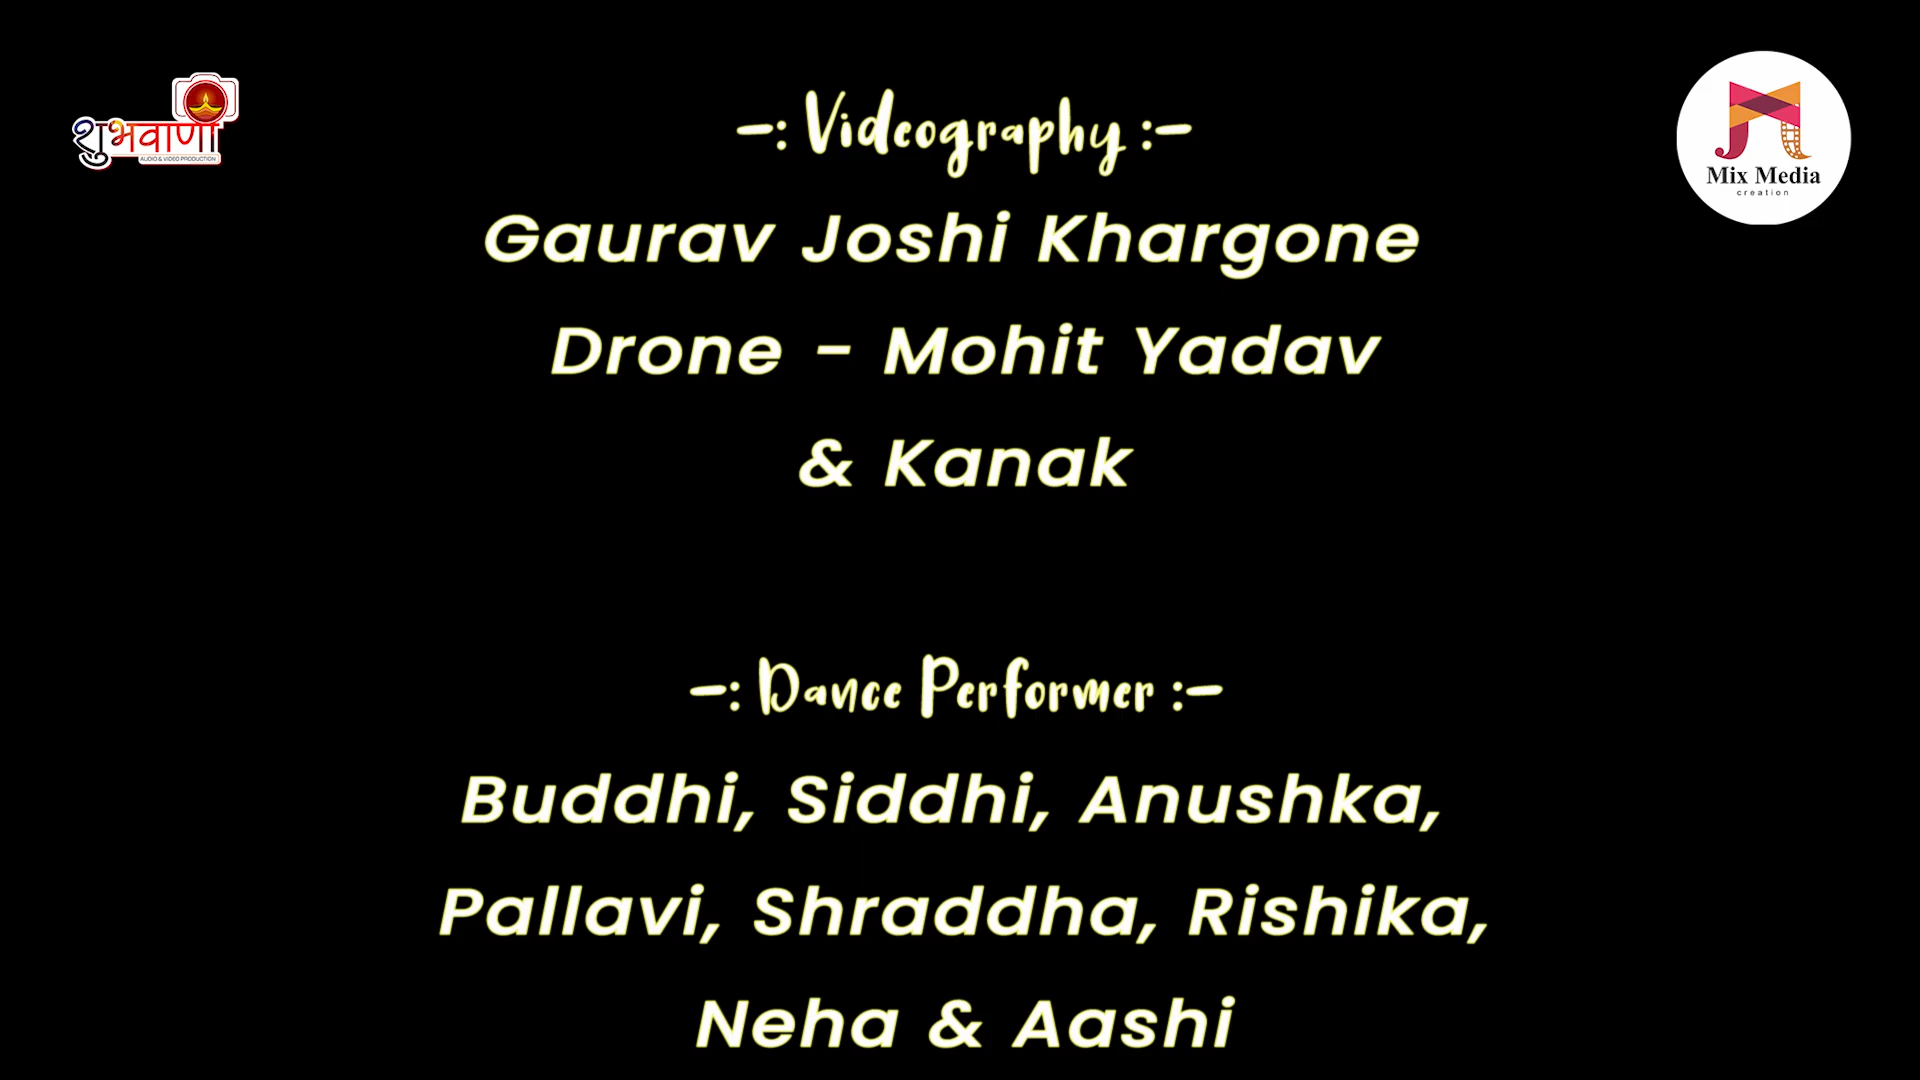 शुभवाणी
AUDIO & VIDEO PRODUCTION
Mix Media
creation
-: Videography :-
Gaurav Joshi Khargone
Drone - Mohit Yadav
& Kanak
-: Dance Performer :-
Buddhi, Siddhi, Anushka,
Pallavi, Shraddha, Rishika,
Neha & Aashi